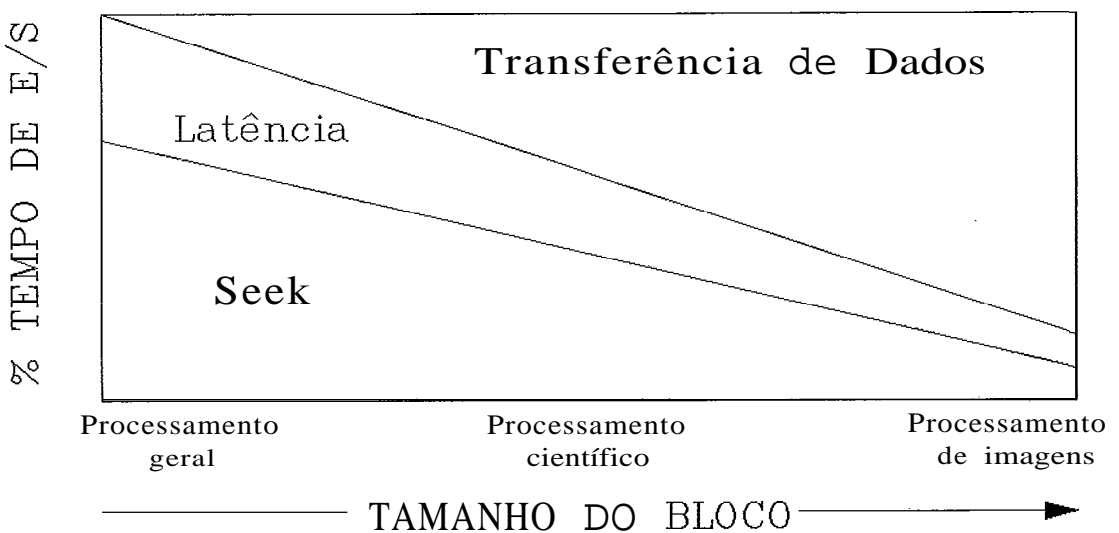 % TEMPO DE E/S
Transferência de Dados
Latência
Seek
Processamento
geral
Processamento
científico
Processamento
de imagens
TAMANHO DO BLOCO